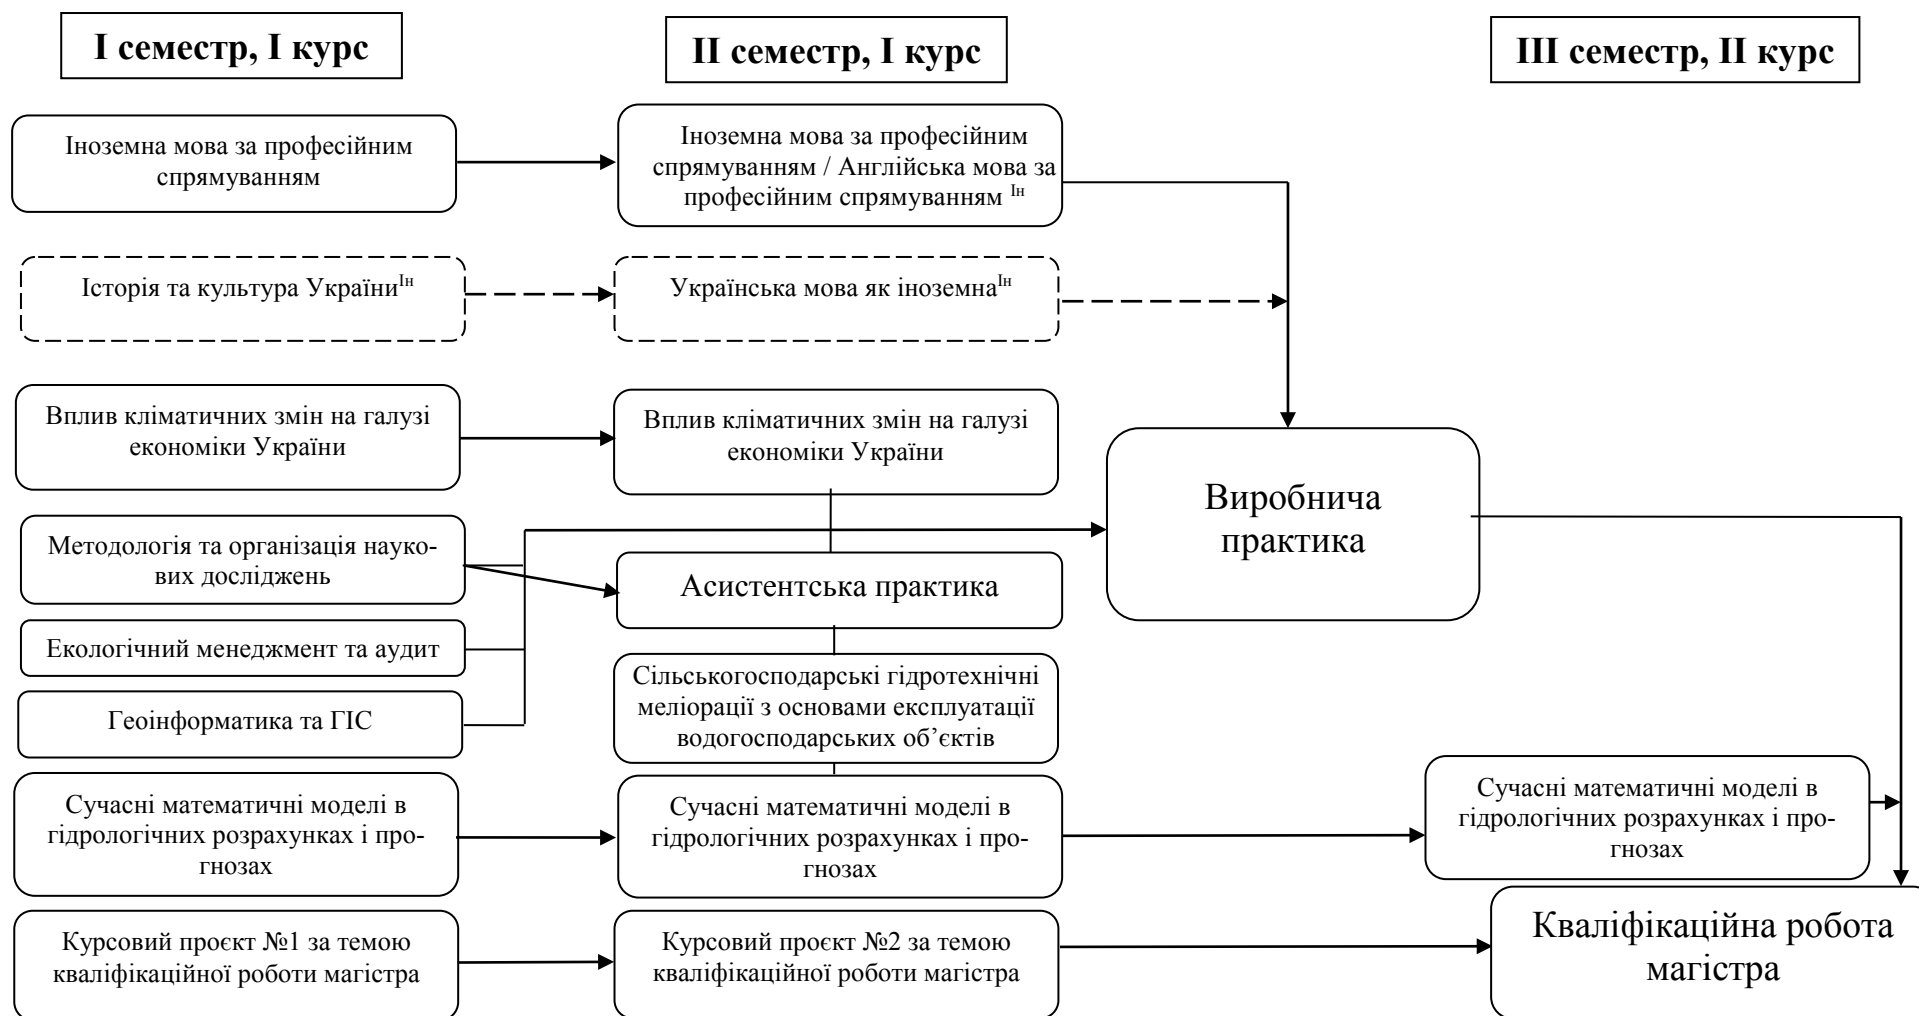 І семестр, І курс
ІІ семестр, І курс
ІІІ семестр, ІІ курс
Іноземна мова за професійним
спрямуванням
Іноземна мова за професійним
спрямуванням / Англійська мова за
професійним спрямуванням Ін
Історія та культура УкраїниІн
Українська мова як іноземнаІн
Вплив кліматичних змін на галузі
економіки України
Вплив кліматичних змін на галузі
економіки України
Виробнича
практика
Методологія та організація науко-
вих досліджень
Асистентська практика
Екологічний менеджмент та аудит
Сільськогосподарські гідротехнічні
меліорації з основами експлуатації
водогосподарських об’єктів
Геоінформатика та ГІС
Сучасні математичні моделі в
гідрологічних розрахунках і про-
гнозах
Сучасні математичні моделі в
гідрологічних розрахунках і про-
гнозах
Сучасні математичні моделі в
гідрологічних розрахунках і про-
гнозах
Курсовий проєкт №1 за темою
кваліфікаційної роботи магістра
Курсовий проєкт №2 за темою
кваліфікаційної роботи магістра
Кваліфікаційна робота
магістра